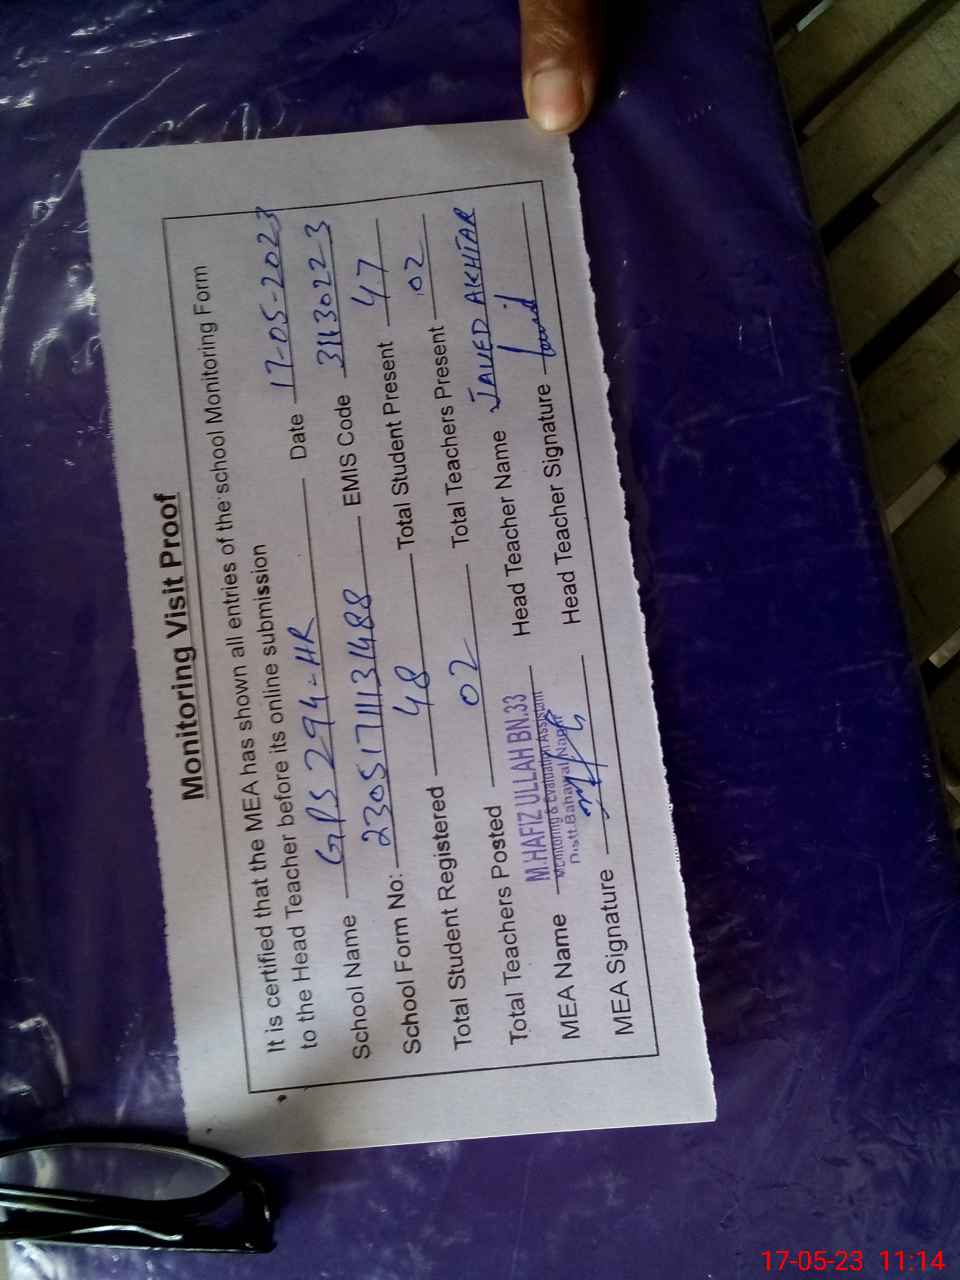 Monitoring Visit Proof
It is certified that the MEA has shown all entries of the school Monitoring Form
to the Head Teacher before its online submission
School Name GPS 294-HR Date 17-05-2023
School Form No: 230517111131488 EMIS Code 31130223
Total Student Registered 48 Total Student Present 47
Total Teachers Posted 02 Total Teachers Present 02
MEA Name M.HAFIZ ULLAH BN.33 Head Teacher Name JAVED AKHTAR
Monitoring & Evaluation Assistant
Distt.Bahawal Nagar
MEA Signature Head Teacher Signature Javid
17-05-23 11:14